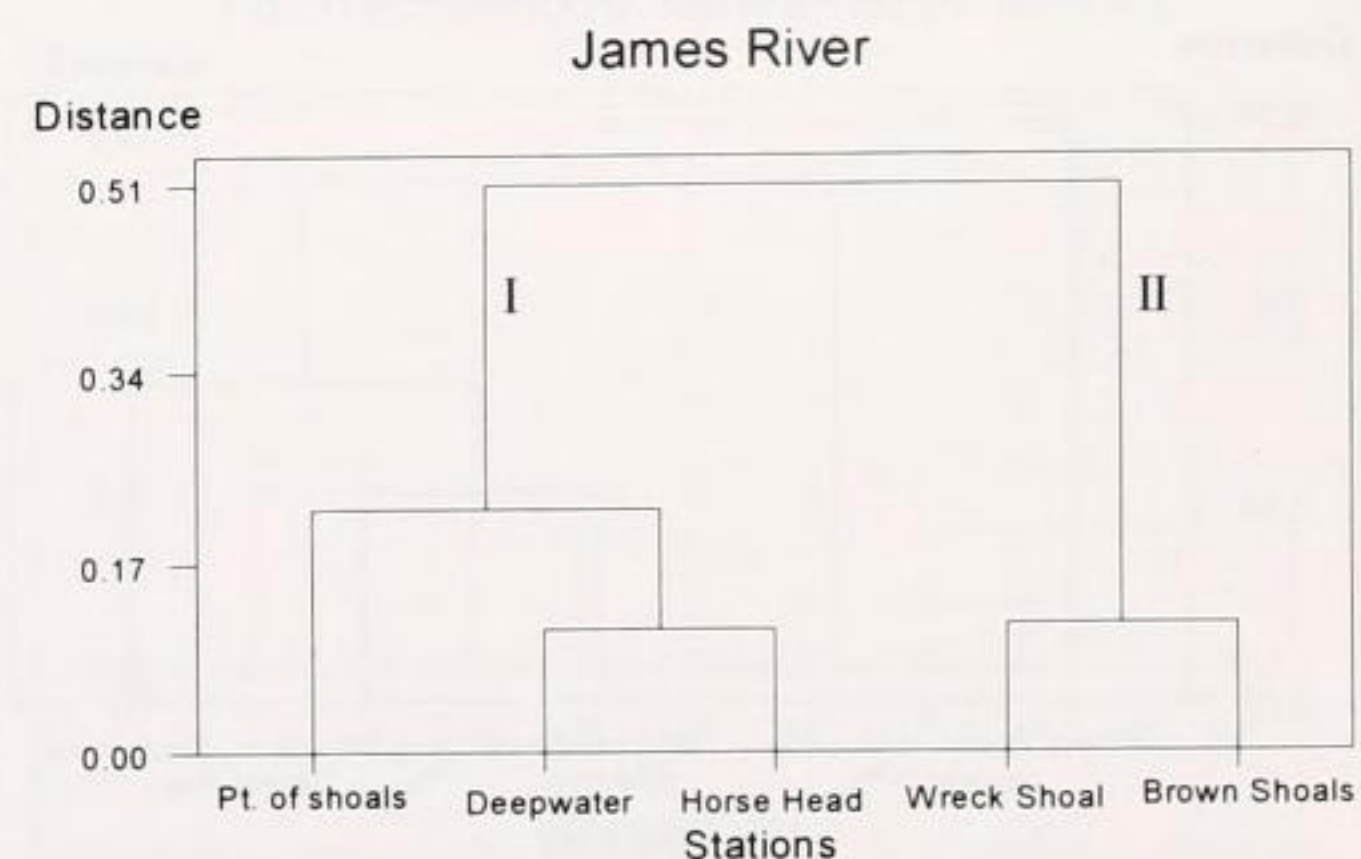 James River
Distance
0.51
I
II
0.34
0.17
0.00
Pt. of shoals Deepwater Horse Head Wreck Shoal Brown Shoals
Stations